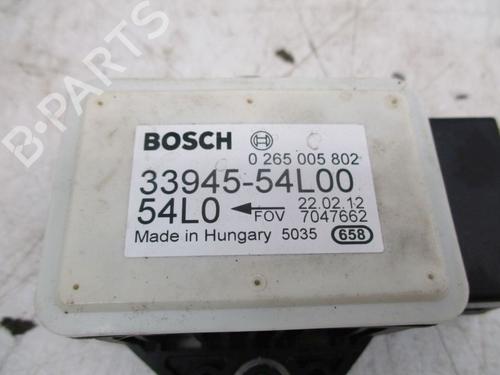 B-PARTS
BOSCH
0 265 005 802
33945-54L00
54L0 FOV 22.02.12 7047662
Made in Hungary 5035 658